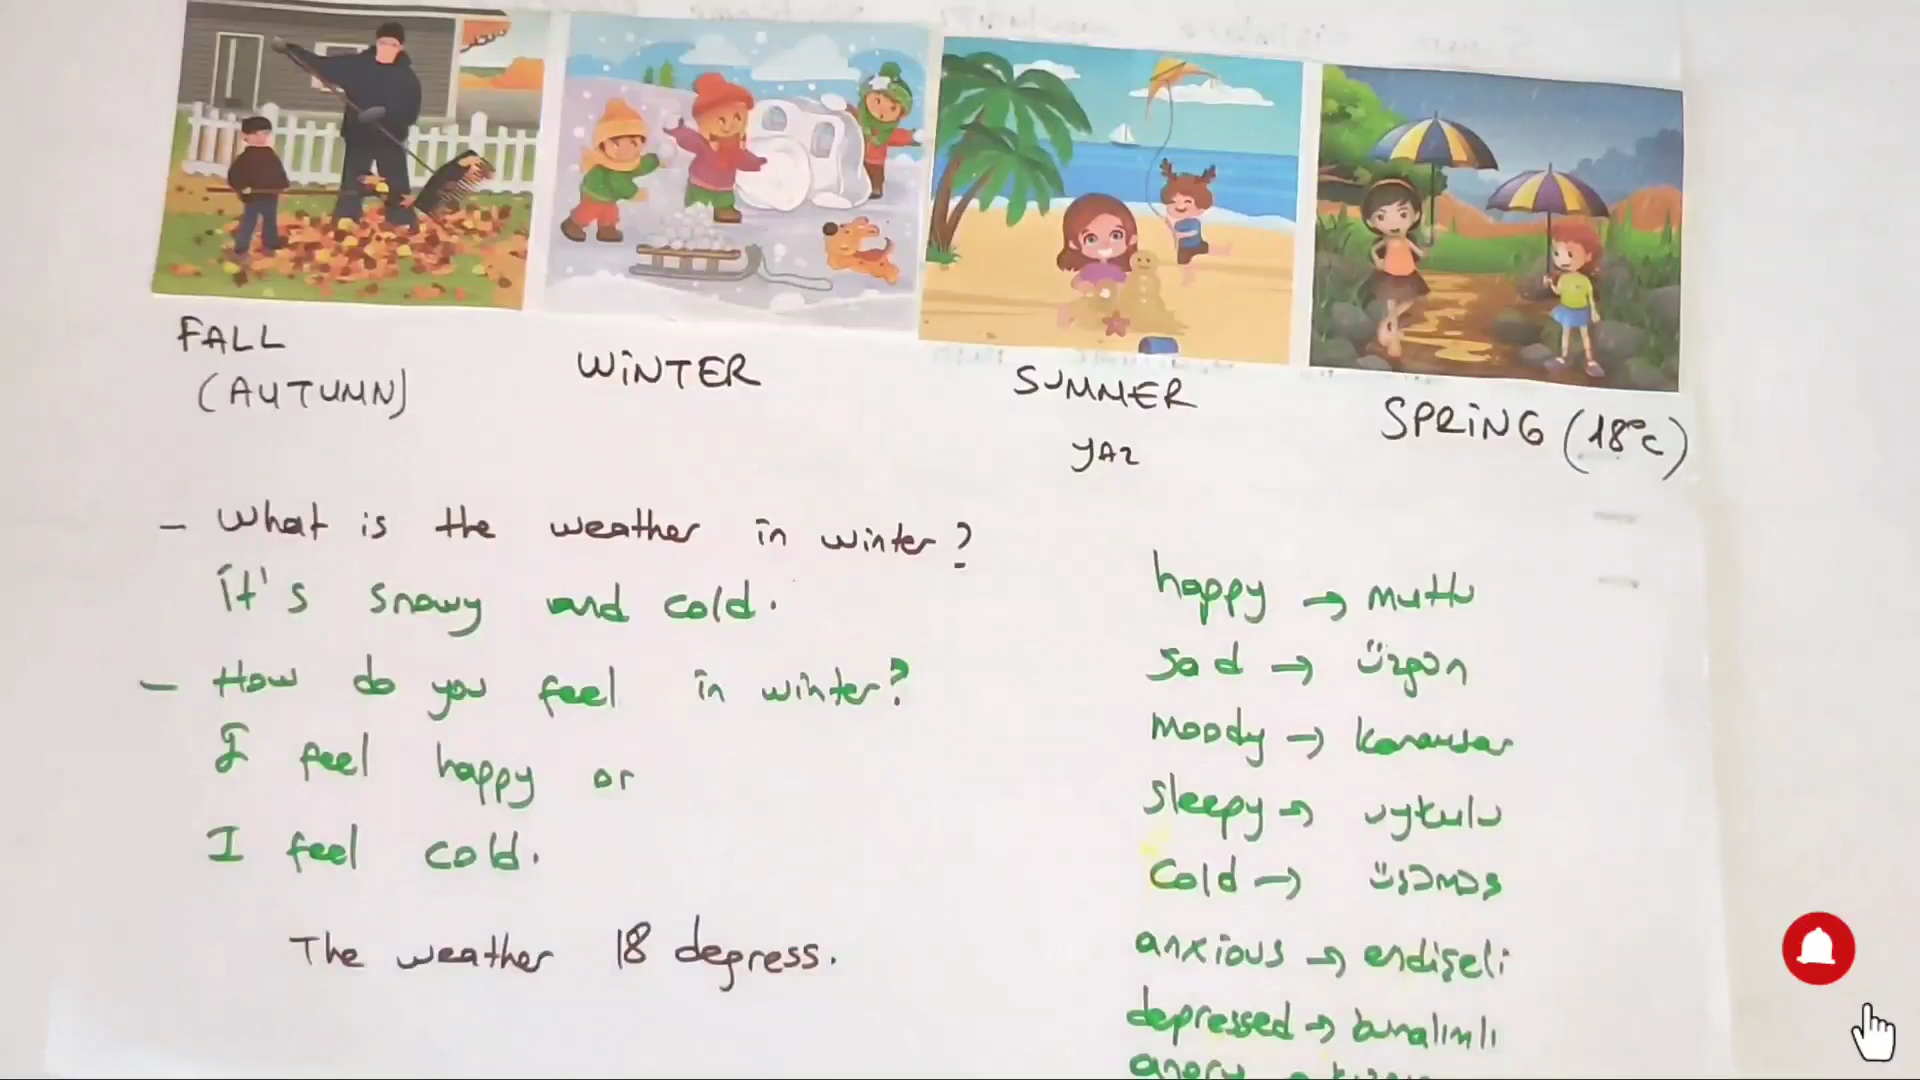 FALL
(AUTUMN)
WiNTER
SUMMER
YAZ
SPRiNG (18°C)
- What is the weather in winter?
it's snowy and cold.
- How do you feel in winter?
I feel happy or
I feel cold.
The weather 18 degress.
happy → mutlu
sad → üzgün
moody →
sleepy → uykulu
cold → üşümüş
anxious → endişeli
depressed → bunalımlı
angry →